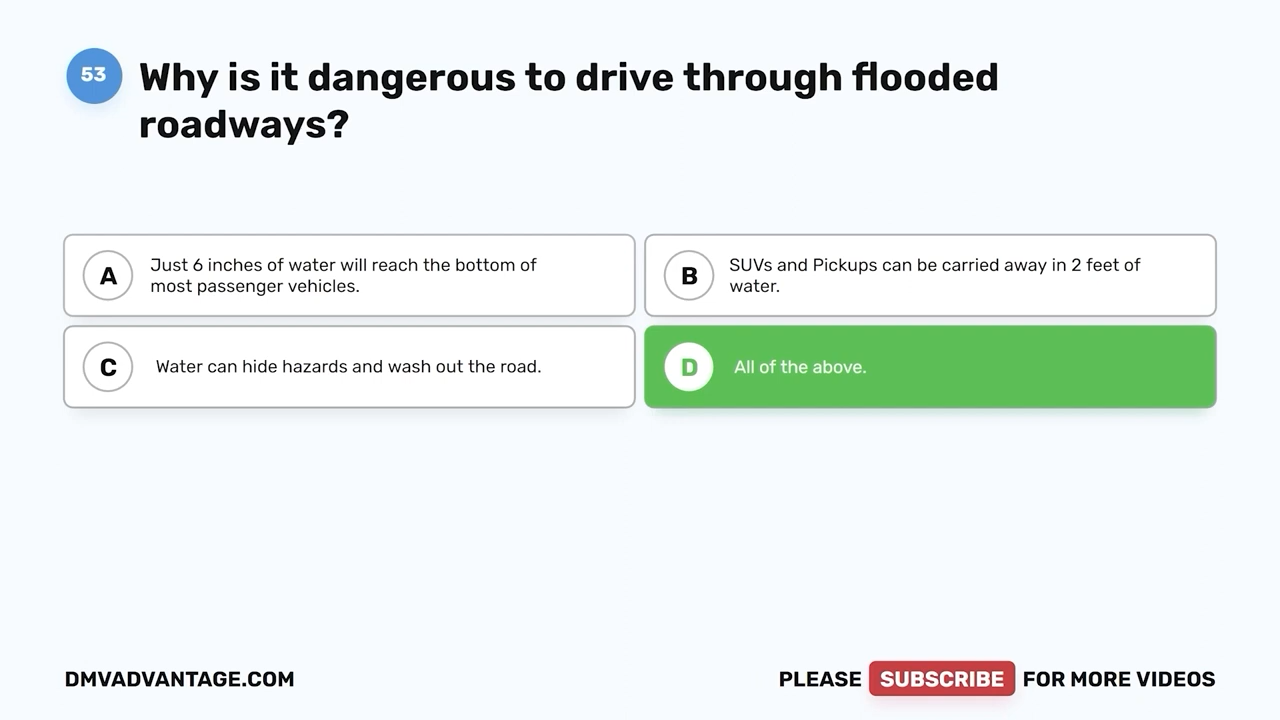 53
Why is it dangerous to drive through flooded
roadways?
A
Just 6 inches of water will reach the bottom of
most passenger vehicles.
B
SUVs and Pickups can be carried away in 2 feet of
water.
C
Water can hide hazards and wash out the road.
D
All of the above.
DMVADVANTAGE.COM
PLEASE SUBSCRIBE FOR MORE VIDEOS